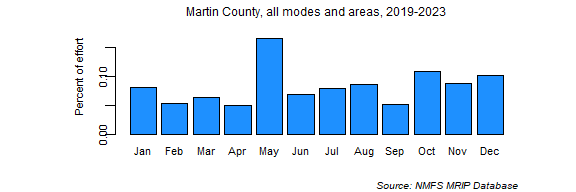 Martin County, all modes and areas, 2019-2023
Percent of effort
0.10
0.00
Jan Feb Mar Apr May Jun Jul Aug Sep Oct Nov Dec
Source: NMFS MRIP Database